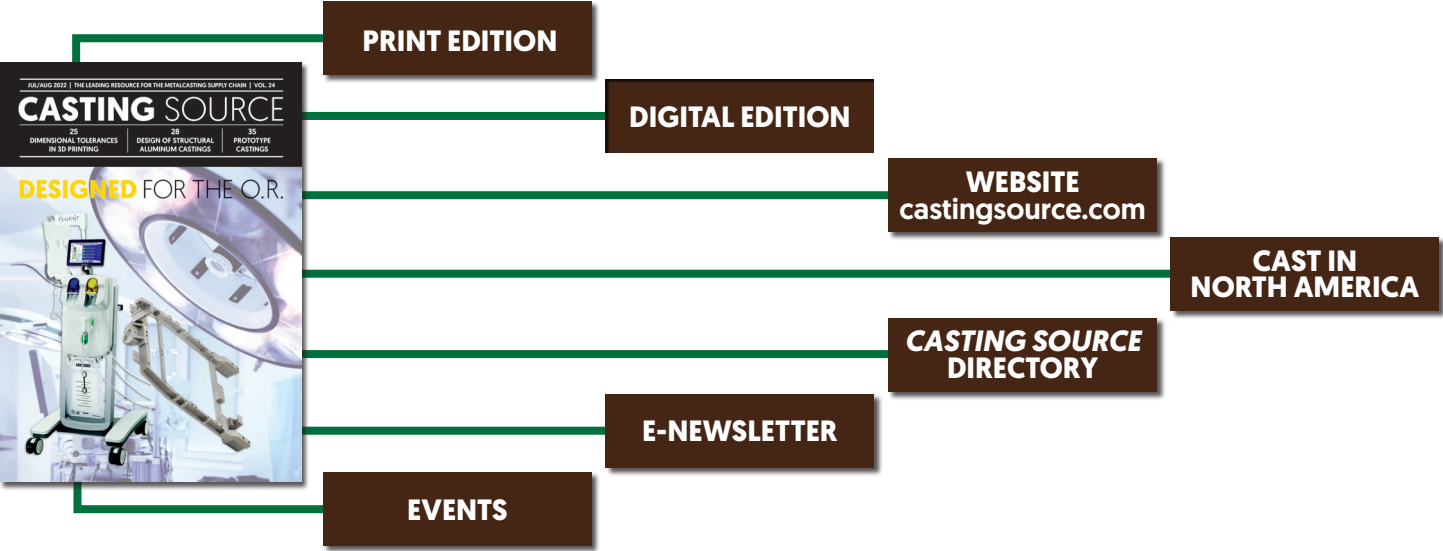 PRINT EDITION
JUL/AUG 2022 | THE LEADING RESOURCE FOR THE METALCASTING SUPPLY CHAIN | VOL. 24
CASTING SOURCE
25
DIMENSIONAL TOLERANCES
IN 3D PRINTING
28
DESIGN OF STRUCTURAL
ALUMINUM CASTINGS
35
PROTOTYPE
CASTINGS
DESIGNED FOR THE O.R.
FLUENT
DIGITAL EDITION
WEBSITE
castingsource.com
CAST IN
NORTH AMERICA
CASTING SOURCE
DIRECTORY
E-NEWSLETTER
EVENTS